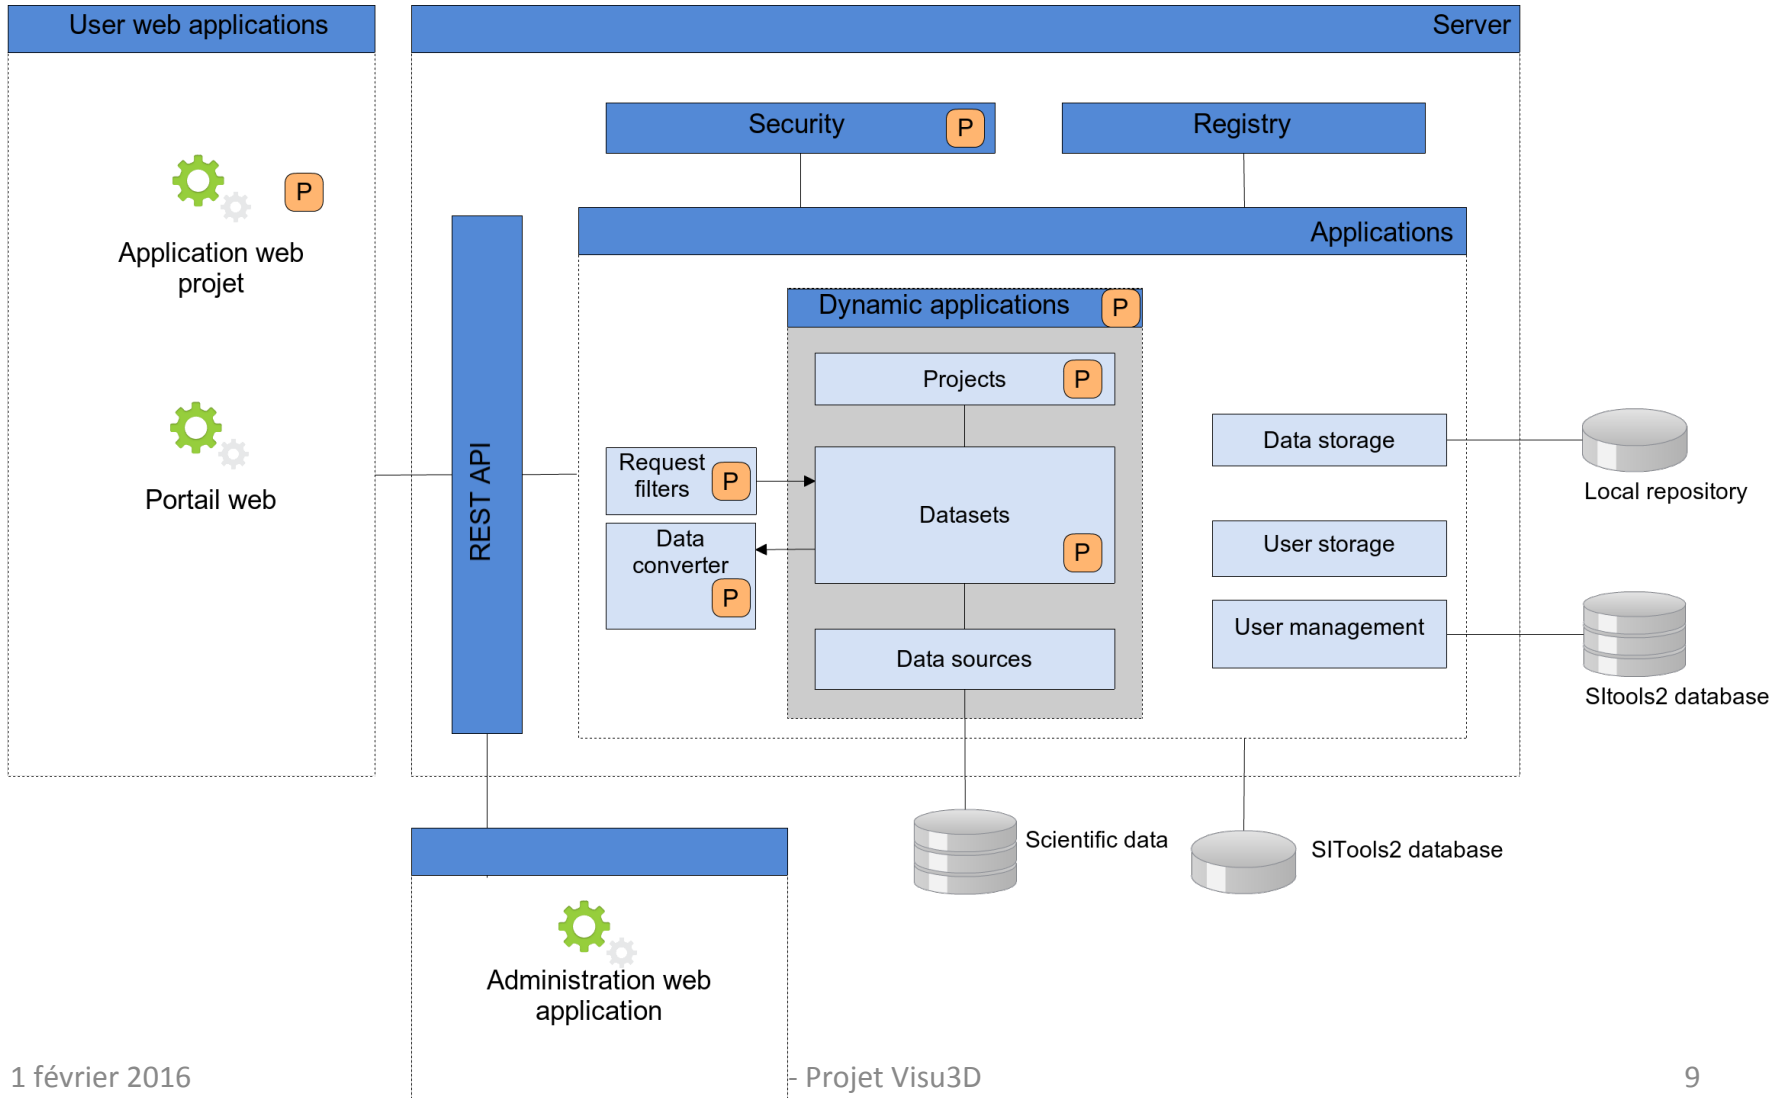 User web applications
Server
Security
P
Registry
P
Application web
projet
Applications
Dynamic applications
P
Projects
P
Portail web
REST API
Request
filters
P
Datasets
P
Data
converter
P
Data sources
Data storage
User storage
User management
Local repository
SItools2 database
Scientific data
SITools2 database
Administration web
application
1 février 2016
- Projet Visu3D
9